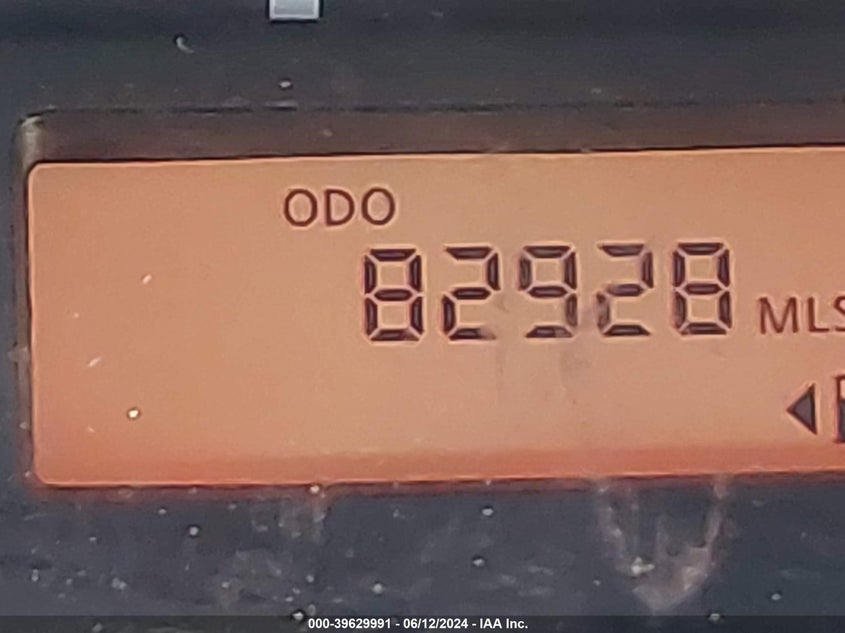 ODO
82928 MLS
000-39629991 - 06/12/2024 - IAA Inc.